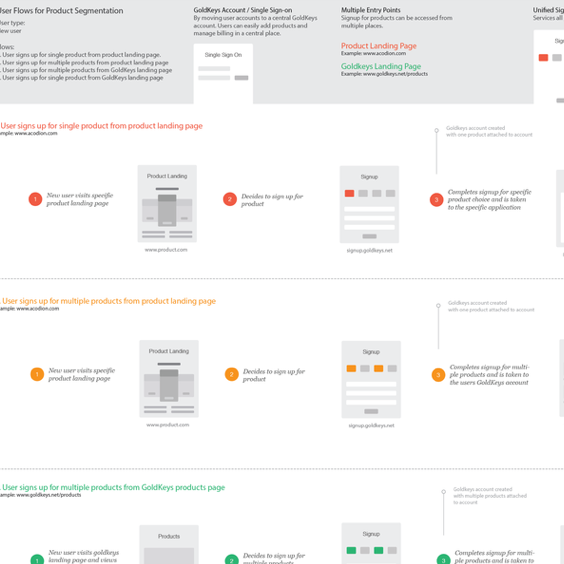 User Flows for Product Segmentation
User type:
New user
lows:
. User signs up for single product from product landing page.
. User signs up for multiple products from product landing page
. User signs up for multiple products from GoldKeys landing page
. User signs up for single product from GoldKeys landing page
GoldKeys Account / Single Sign-on
By moving user accounts to a central GoldKeys
account. Users can easily add products and
manage billing in a central place.
Single Sign On
Multiple Entry Points
Signup for products can be accessed from
multiple places.
Product Landing Page
Example: www.acodion.com
Goldkeys Landing Page
Example: www.goldkeys.net/products
Unified Sig
Services all
Sign
. User signs up for single product from product landing page
ample: www.acodion.com
Goldkeys account created
with one product attached to account
1
New user visits specific
product landing page
Product Landing
www.product.com
2
Decides to sign up for
product
Signup
signup.goldkeys.net
3
Completes signup for specific
product choice and is taken
to the specific application
. User signs up for multiple products from product landing page
ample: www.acodion.com
Goldkeys account created
with one product attached to account
1
New user visits specific
product landing page
Product Landing
www.product.com
2
Decides to sign up for
product
Signup
signup.goldkeys.net
3
Completes signup for multi-
ple products and is taken to
the users GoldKeys account
. User signs up for multiple products from GoldKeys products page
ample: www.goldkeys.net/products
GoldKeys account created
with multiple products attached
to account
1
New user visits goldkeys
landing page and views
Products
2
Decides to sign up for
multiple products
Signup
3
Completes signup for multi-
ple products and is taken to